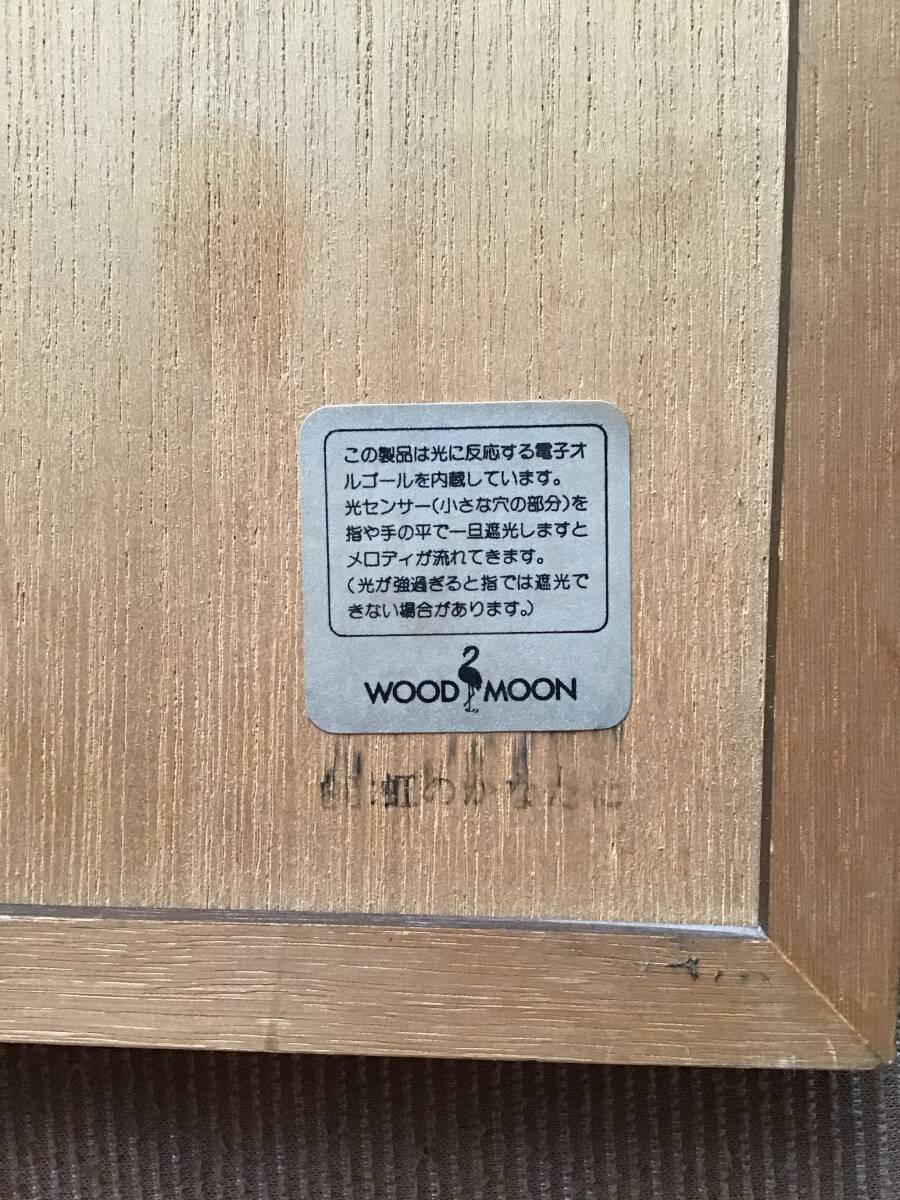 この製品は光に反応する電子オ
ルゴールを内蔵しています。
光センサー(小さな穴の部分)を
指や手の平で一旦遮光しますと
メロディが流れてきます。
(光が強過ぎると指では遮光で
きない場合があります。)
WOOD MOON
虹のかなたに